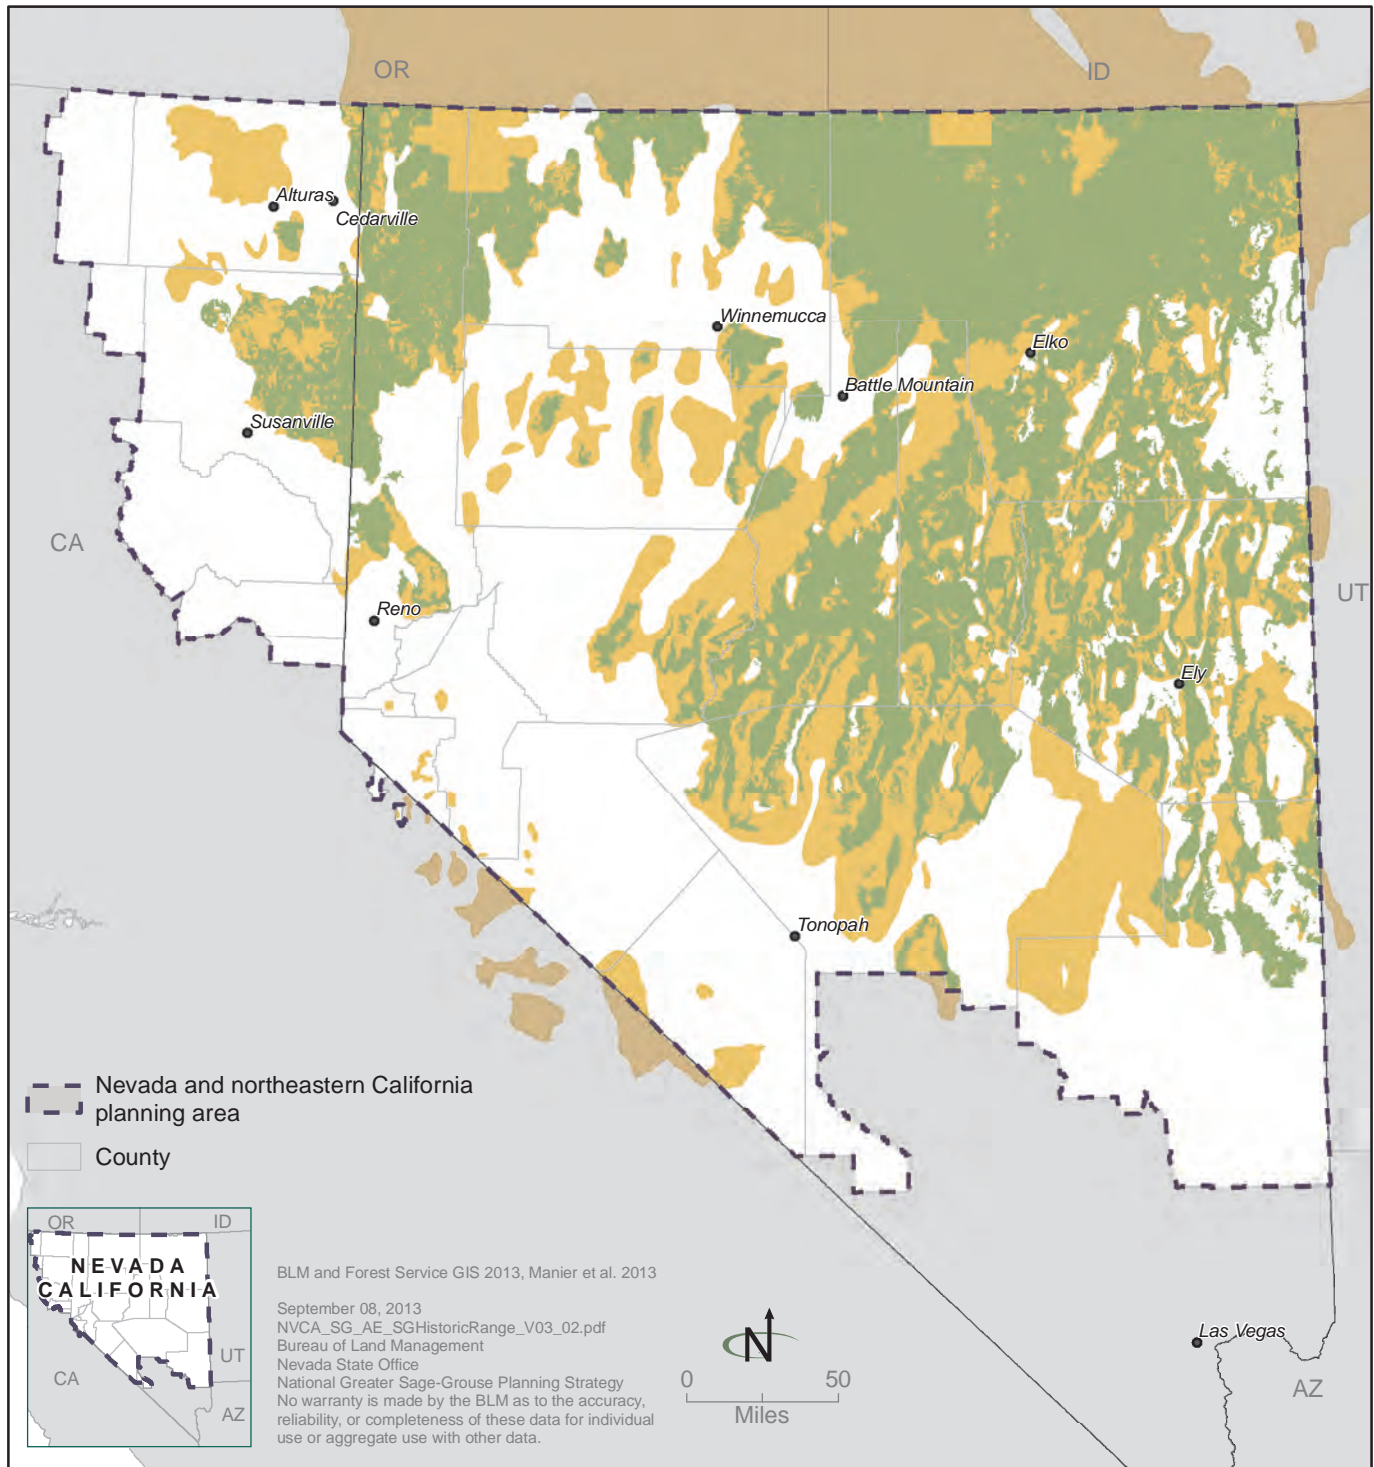 OR
ID
Alturas
Cedarville
Winnemucca
Elko
Battle Mountain
Susanville
CA
UT
Reno
Ely
Tonopah
Nevada and northeastern California
planning area
County
OR
ID
NEVADA
CALIFORNIA
UT
CA
AZ
BLM and Forest Service GIS 2013, Manier et al. 2013
September 08, 2013
NVCA_SG_AE_SGHistoricRange_V03_02.pdf
Bureau of Land Management
Nevada State Office
National Greater Sage-Grouse Planning Strategy
No warranty is made by the BLM as to the accuracy,
reliability, or completeness of these data for individual
use or aggregate use with other data.
N
0 50
Miles
Las Vegas
AZ